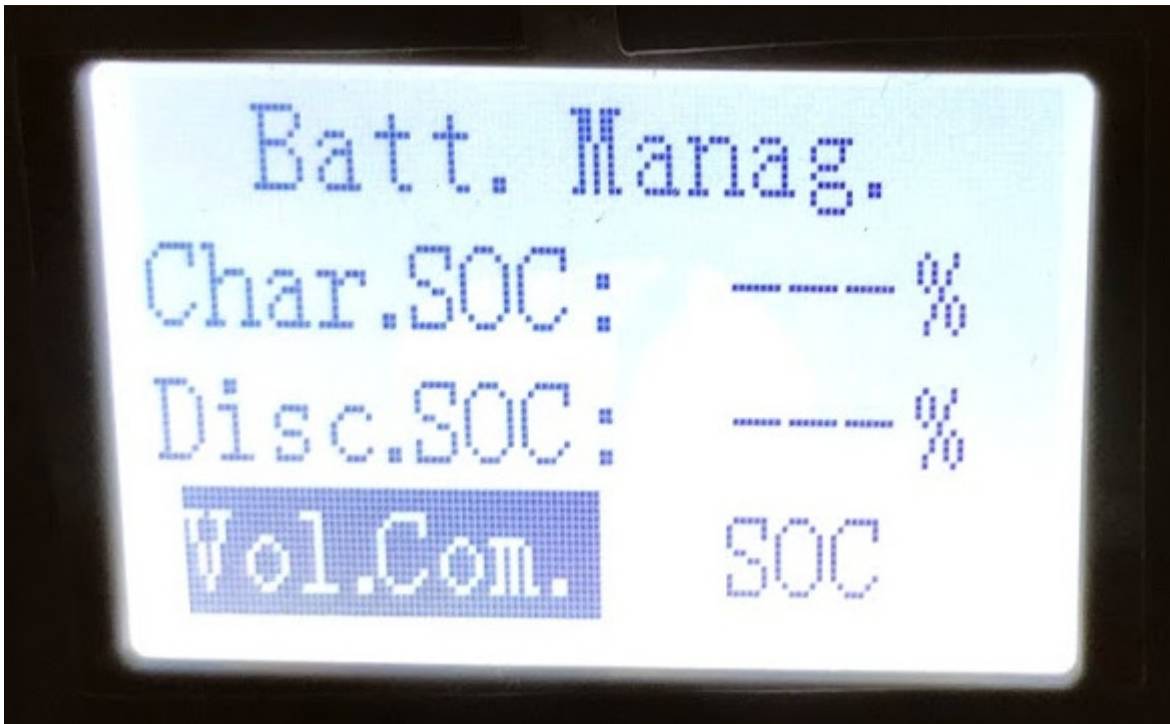 Batt. Manag.
Char.SOC: ---%
Disc.SOC: ---%
Vol.Com. SOC